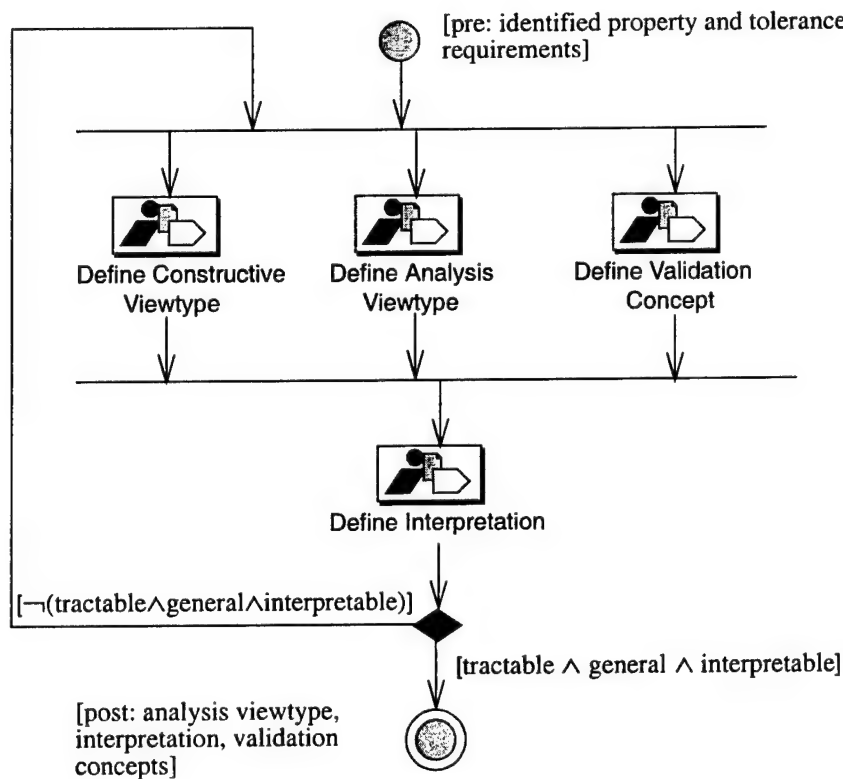 [pre: identified property and tolerance
requirements]
Define Constructive
Viewtype
Define Analysis
Viewtype
Define Validation
Concept
Define Interpretation
[¬(tractable∧general∧interpretable)]
[tractable ∧ general ∧ interpretable]
[post: analysis viewtype,
interpretation, validation
concepts]